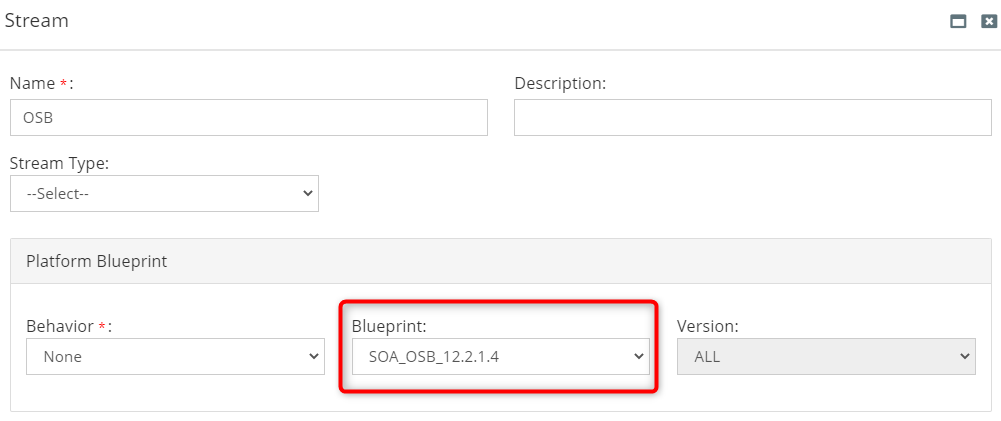 Stream
Name *: Description:
OSB
Stream Type:
--Select--
Platform Blueprint
Behavior *: Blueprint: Version:
None SOA_OSB_12.2.1.4 ALL